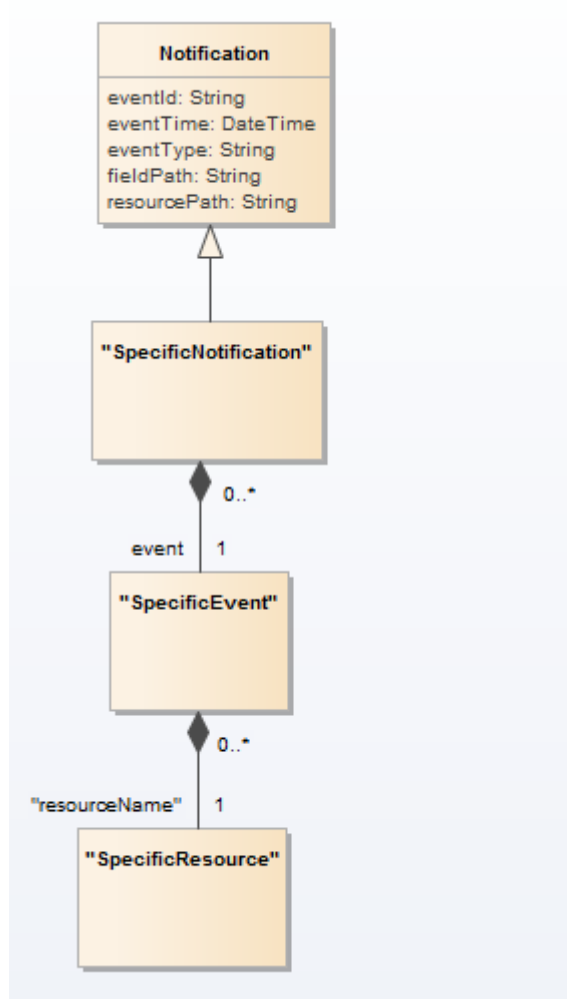 Notification
eventId: String
eventTime: DateTime
eventType: String
fieldPath: String
resourcePath: String
"SpecificNotification"
0..*
event 1
"SpecificEvent"
0..*
"resourceName" 1
"SpecificResource"